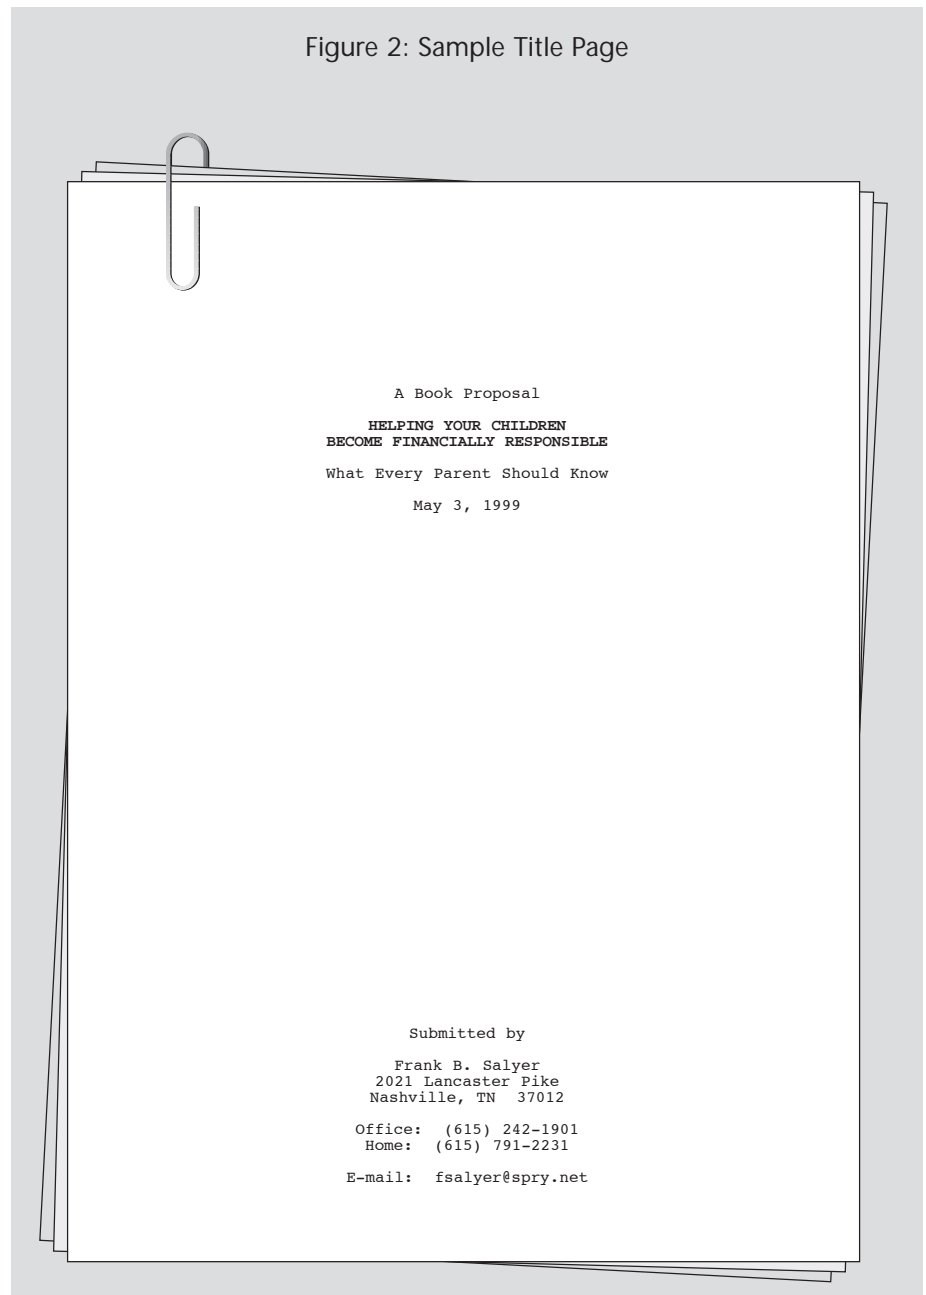 Figure 2: Sample Title Page
A Book Proposal
HELPING YOUR CHILDREN
BECOME FINANCIALLY RESPONSIBLE
What Every Parent Should Know
May 3, 1999
Submitted by
Frank B. Salyer
2021 Lancaster Pike
Nashville, TN  37012
Office:  (615) 242-1901
Home:  (615) 791-2231
E-mail:  fsalyer@spry.net